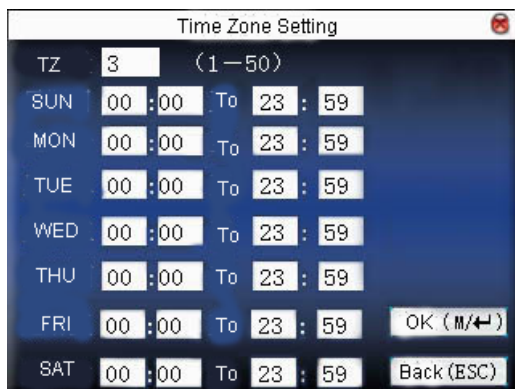 Time Zone Setting
TZ 3 (1—50)
SUN 00 :00 To 23 : 59
MON 00 :00 To 23 : 59
TUE 00 :00 To 23 : 59
WED 00 :00 To 23 : 59
THU 00 :00 To 23 : 59
FRI 00 :00 To 23 : 59
OK (M/↵)
SAT 00 :00 To 23 : 59
Back(ESC)